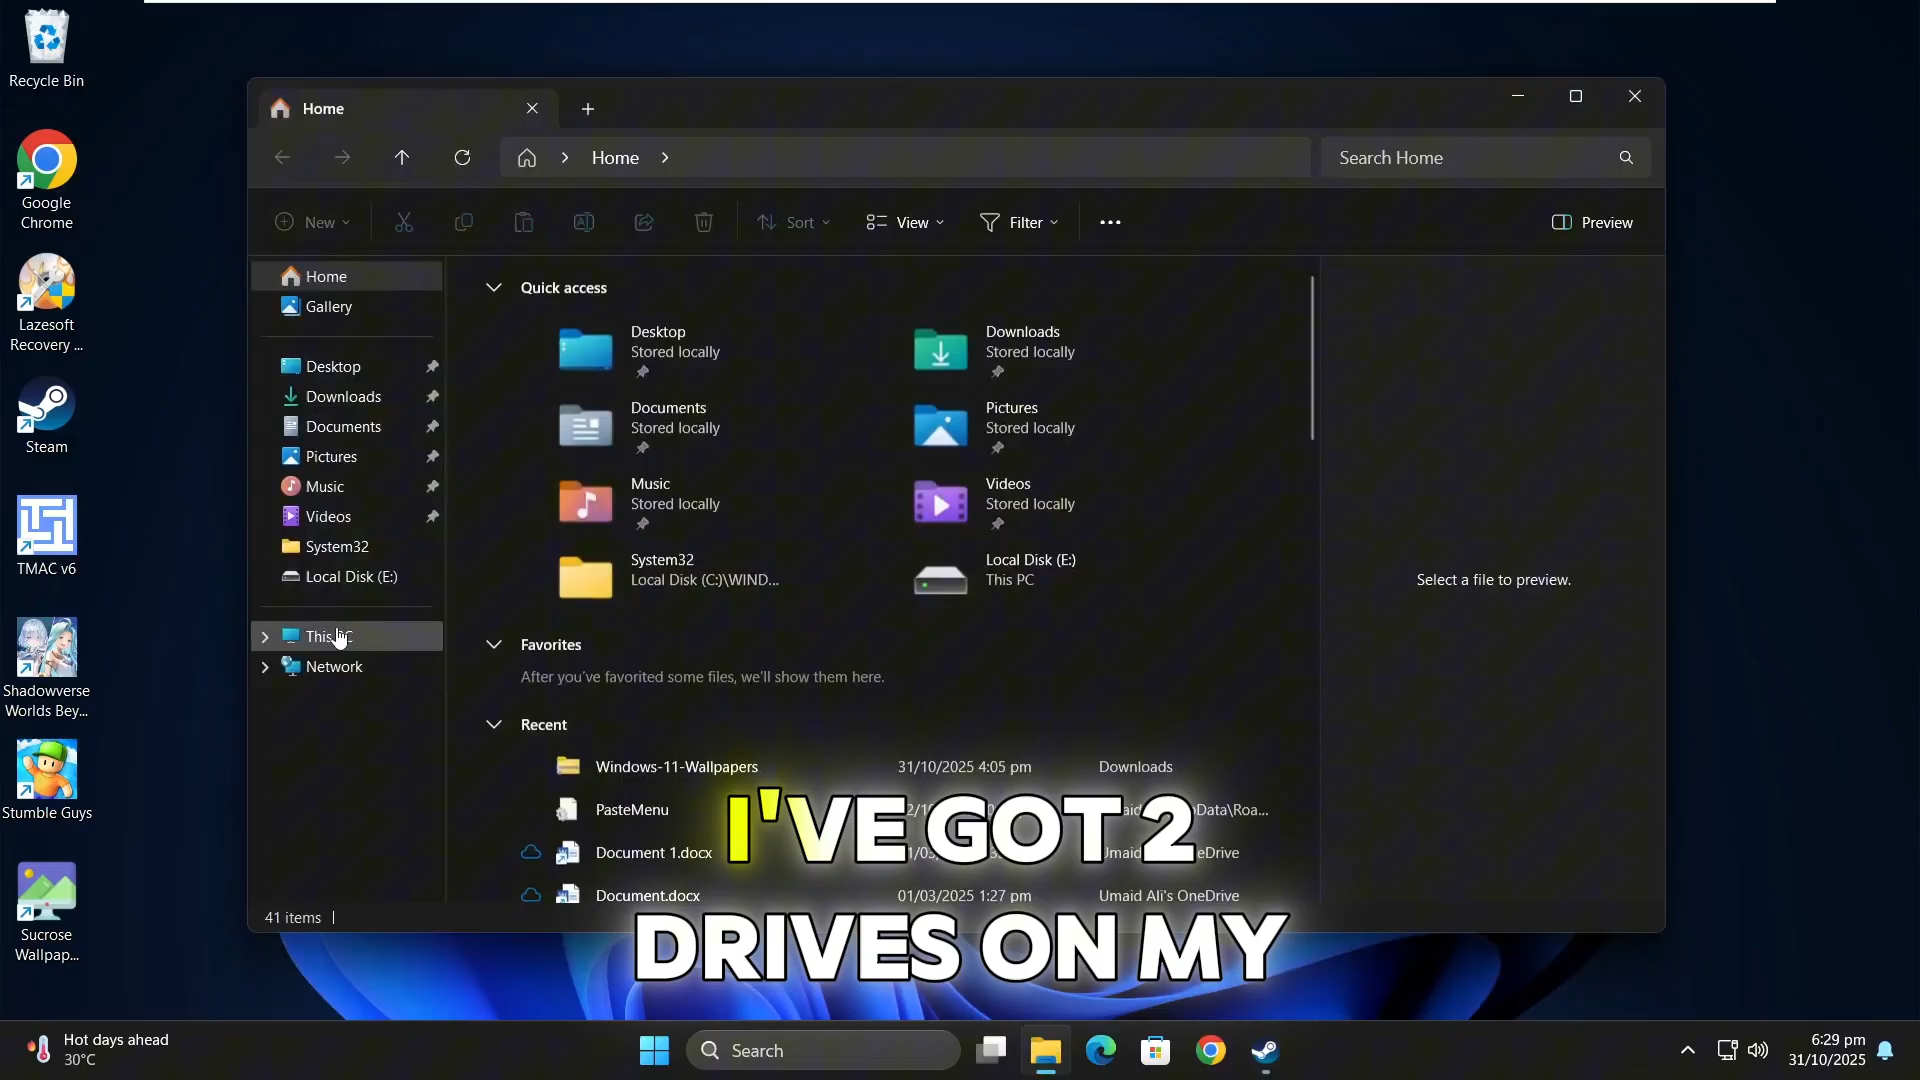 Recycle Bin
Google
Chrome
Lazesoft
Recovery ...
Steam
TMAC v6
Shadowverse
Worlds Bey...
Stumble Guys
Sucrose
Wallpap...
Home
Home
Search Home
New
Sort
View
Filter
Preview
Home
Gallery
Desktop
Downloads
Documents
Pictures
Music
Videos
System32
Local Disk (E:)
This PC
Network
Quick access
Desktop
Stored locally
Downloads
Stored locally
Documents
Stored locally
Pictures
Stored locally
Music
Stored locally
Videos
Stored locally
System32
Local Disk (C:)\WIND...
Local Disk (E:)
This PC
Favorites
After you've favorited some files, we'll show them here.
Recent
Windows-11-Wallpapers 31/10/2025 4:05 pm Downloads
PasteMenu
Document 1.docx
Document.docx 01/03/2025 1:27 pm Umaid Ali's OneDrive
Select a file to preview.
41 items
I'VE GOT 2
DRIVES ON MY
Hot days ahead
30°C
Search
6:29 pm
31/10/2025